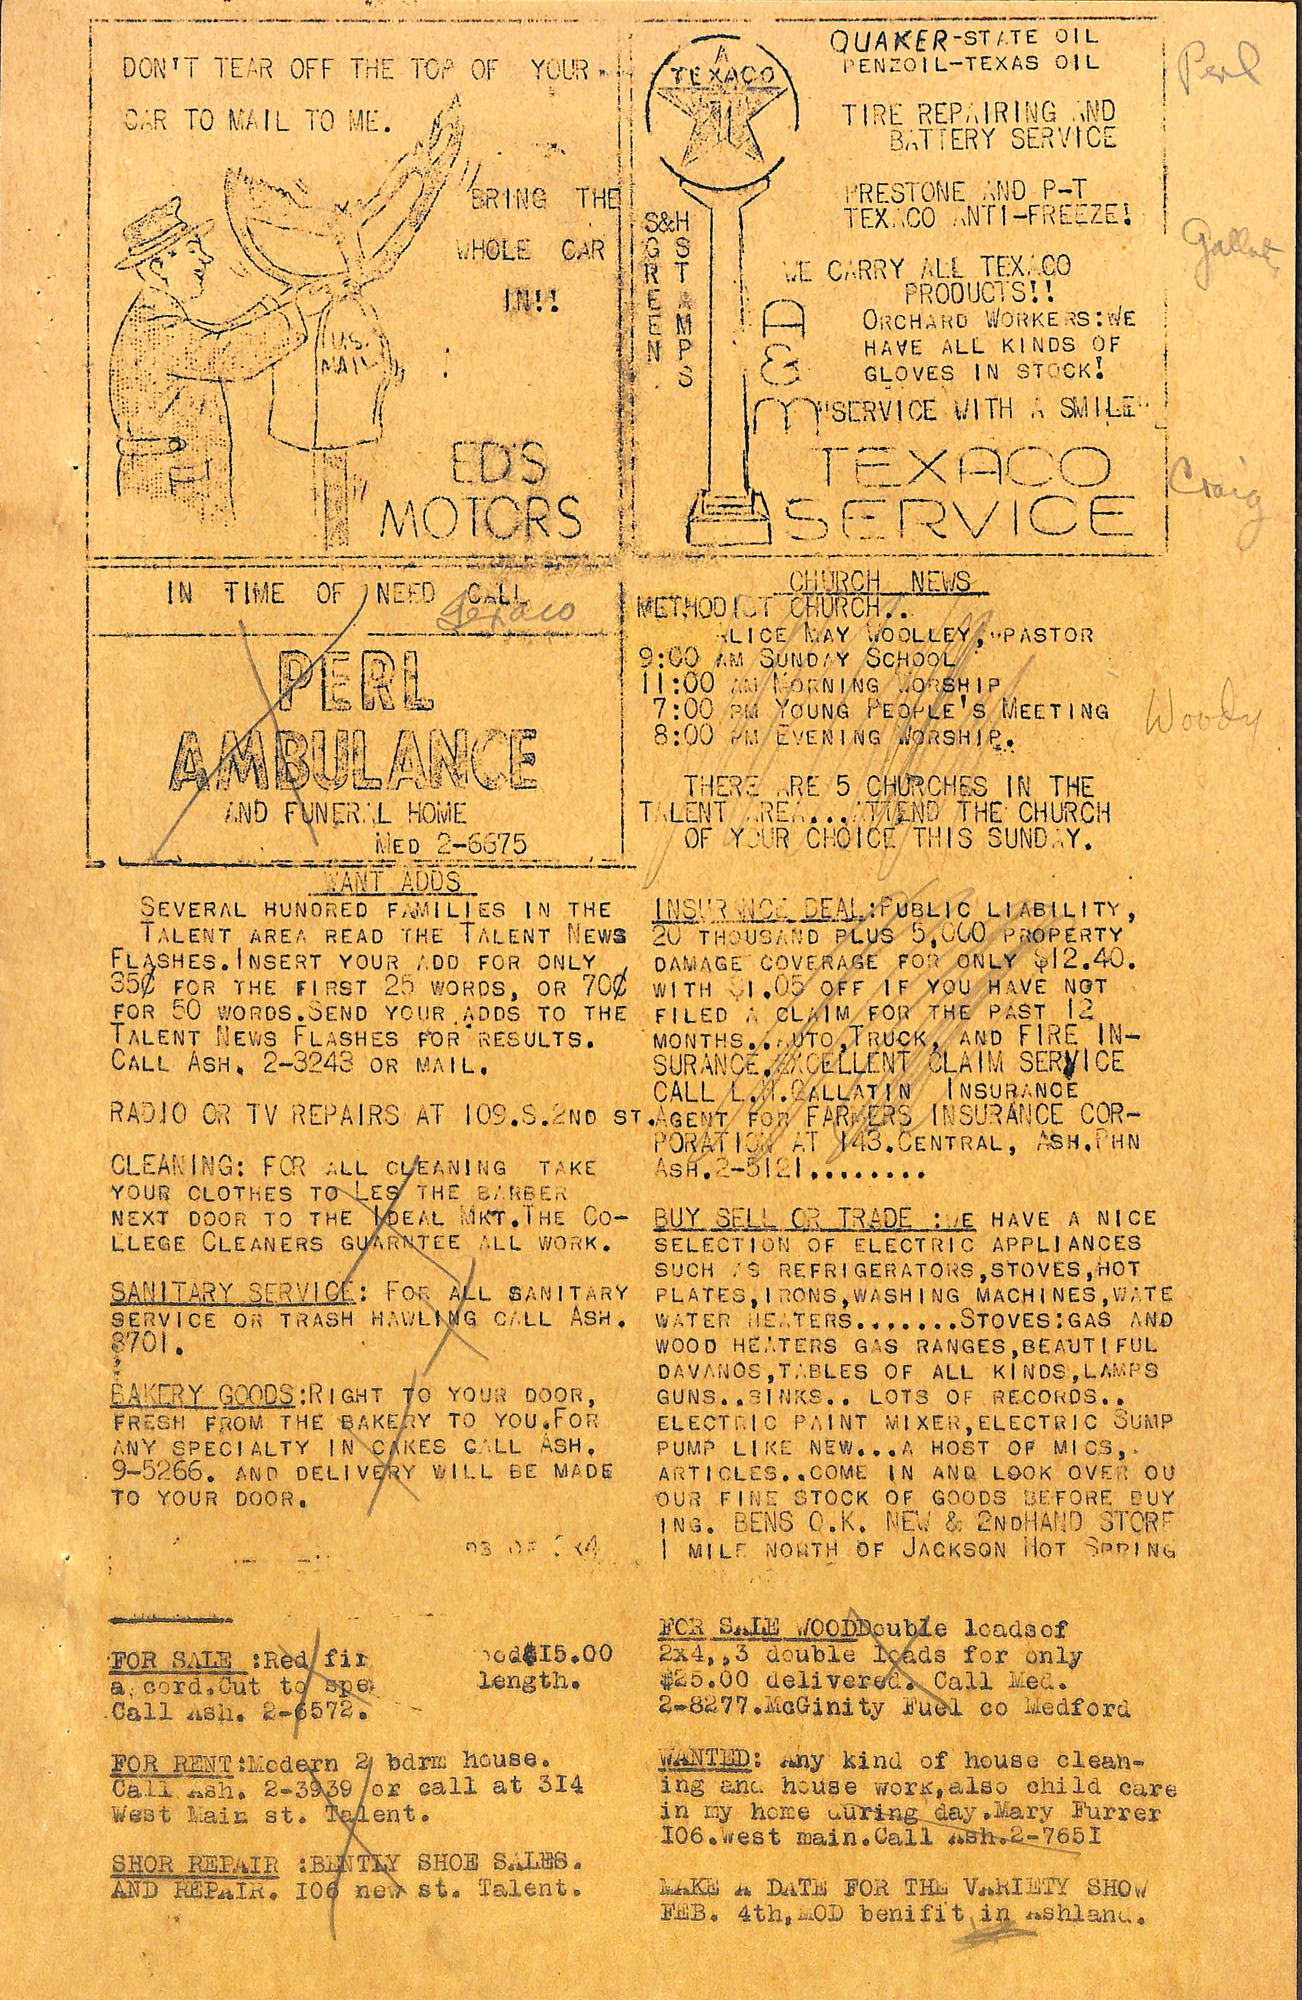 DON'T TEAR OFF THE TOP OF YOUR
CAR TO MAIL TO ME.
BRING THE
WHOLE CAR
IN!!
U.S.
MAIL
ED'S
MOTORS
TEXACO
QUAKER-STATE OIL
PENZOIL-TEXAS OIL
TIRE REPAIRING AND
BATTERY SERVICE
PRESTONE AND P-T
TEXACO ANTI-FREEZE!
S&H
GREEN
STAMPS
WE CARRY ALL TEXACO
PRODUCTS!!
ORCHARD WORKERS:WE
HAVE ALL KINDS OF
GLOVES IN STOCK!
"SERVICE WITH A SMILE"
A&M
TEXACO
SERVICE
Perl
Craig
Woody
IN TIME OF NEED CALL
Texaco
PERL
AMBULANCE
AND FUNERAL HOME
MED 2-6675
CHURCH NEWS
METHODIST CHURCH..
ALICE MAY WOOLLEY, PASTOR
9:00 AM SUNDAY SCHOOL
11:00 AM MORNING WORSHIP
7:00 PM YOUNG PEOPLE'S MEETING
8:00 PM EVENING WORSHIP.
THERE ARE 5 CHURCHES IN THE
TALENT AREA...ATTEND THE CHURCH
OF YOUR CHOICE THIS SUNDAY.
WANT ADDS
SEVERAL HUNDRED FAMILIES IN THE
TALENT AREA READ THE TALENT NEWS
FLASHES.INSERT YOUR ADD FOR ONLY
35¢ FOR THE FIRST 25 WORDS, OR 70¢
FOR 50 WORDS.SEND YOUR ADDS TO THE
TALENT NEWS FLASHES FOR RESULTS.
CALL ASH. 2-3243 OR MAIL.
RADIO OR TV REPAIRS AT 109.S.2ND ST.
CLEANING: FOR ALL CLEANING TAKE
YOUR CLOTHES TO LES THE BARBER
NEXT DOOR TO THE IDEAL MKT.THE CO-
LLEGE CLEANERS GUARNTEE ALL WORK.
SANITARY SERVICE: FOR ALL SANITARY
SERVICE OR TRASH HAWLING CALL ASH.
8701.
BAKERY GOODS:RIGHT TO YOUR DOOR,
FRESH FROM THE BAKERY TO YOU.FOR
ANY SPECIALTY IN CAKES CALL ASH.
9-5266. AND DELIVERY WILL BE MADE
TO YOUR DOOR.
FOR SALE :Red fir $15.00
a cord.Cut to length.
Call Ash. 2-6572.
FOR RENT:Modern 2 bdrm house.
Call Ash. 2-3939 or call at 314
West Main st. Talent.
SHOR REPAIR :BENTLY SHOE SALES.
AND REPAIR. 106 new st. Talent.
INSURANCE DEAL:PUBLIC LIABILITY,
20 THOUSAND PLUS 5,000 PROPERTY
DAMAGE COVERAGE FOR ONLY $12.40.
WITH $1.05 OFF IF YOU HAVE NOT
FILED A CLAIM FOR THE PAST 12
MONTHS...AUTO,TRUCK, AND FIRE IN-
SURANCE.EXCELLENT CLAIM SERVICE
CALL L.H.GALLATIN INSURANCE
AGENT FOR FARMERS INSURANCE COR-
PORATION AT 143.CENTRAL, ASH.PHN
ASH.2-5121........
BUY SELL OR TRADE :WE HAVE A NICE
SELECTION OF ELECTRIC APPLIANCES
SUCH AS REFRIGERATORS,STOVES,HOT
PLATES,IRONS,WASHING MACHINES,WATE
WATER HEATERS.......STOVES:GAS AND
WOOD HEATERS GAS RANGES,BEAUTIFUL
DAVANOS,TABLES OF ALL KINDS,LAMPS
GUNS..SINKS.. LOTS OF RECORDS..
ELECTRIC PAINT MIXER,ELECTRIC SUMP
PUMP LIKE NEW...A HOST OF MICS,.
ARTICLES..COME IN AND LOOK OVER OU
OUR FINE STOCK OF GOODS BEFORE BUY
ING. BENS O.K. NEW & 2NDHAND STORE
1 MILE NORTH OF JACKSON HOT SPRING
FOR SALE WOODDouble loadsof
2x4,,3 double loads for only
$25.00 delivered. Call Med.
2-8277.McGinity Fuel co Medford
WANTED: Any kind of house clean-
ing and house work,also child care
in my home during day.Mary Furrer
106.West main.Call Ash.2-7651
MAKE A DATE FOR THE VARIETY SHOW
FEB. 4th,MOD benifit in Ashland.